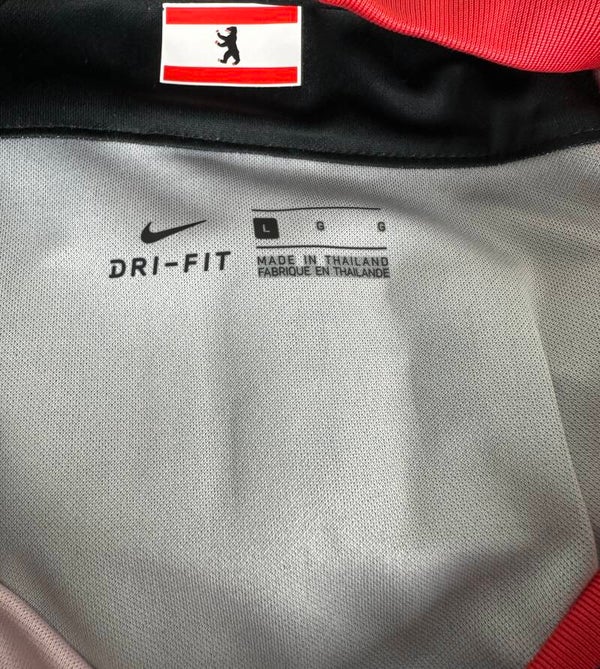 L G G
DRI-FIT
MADE IN THAILAND
FABRIQUE EN THAILANDE